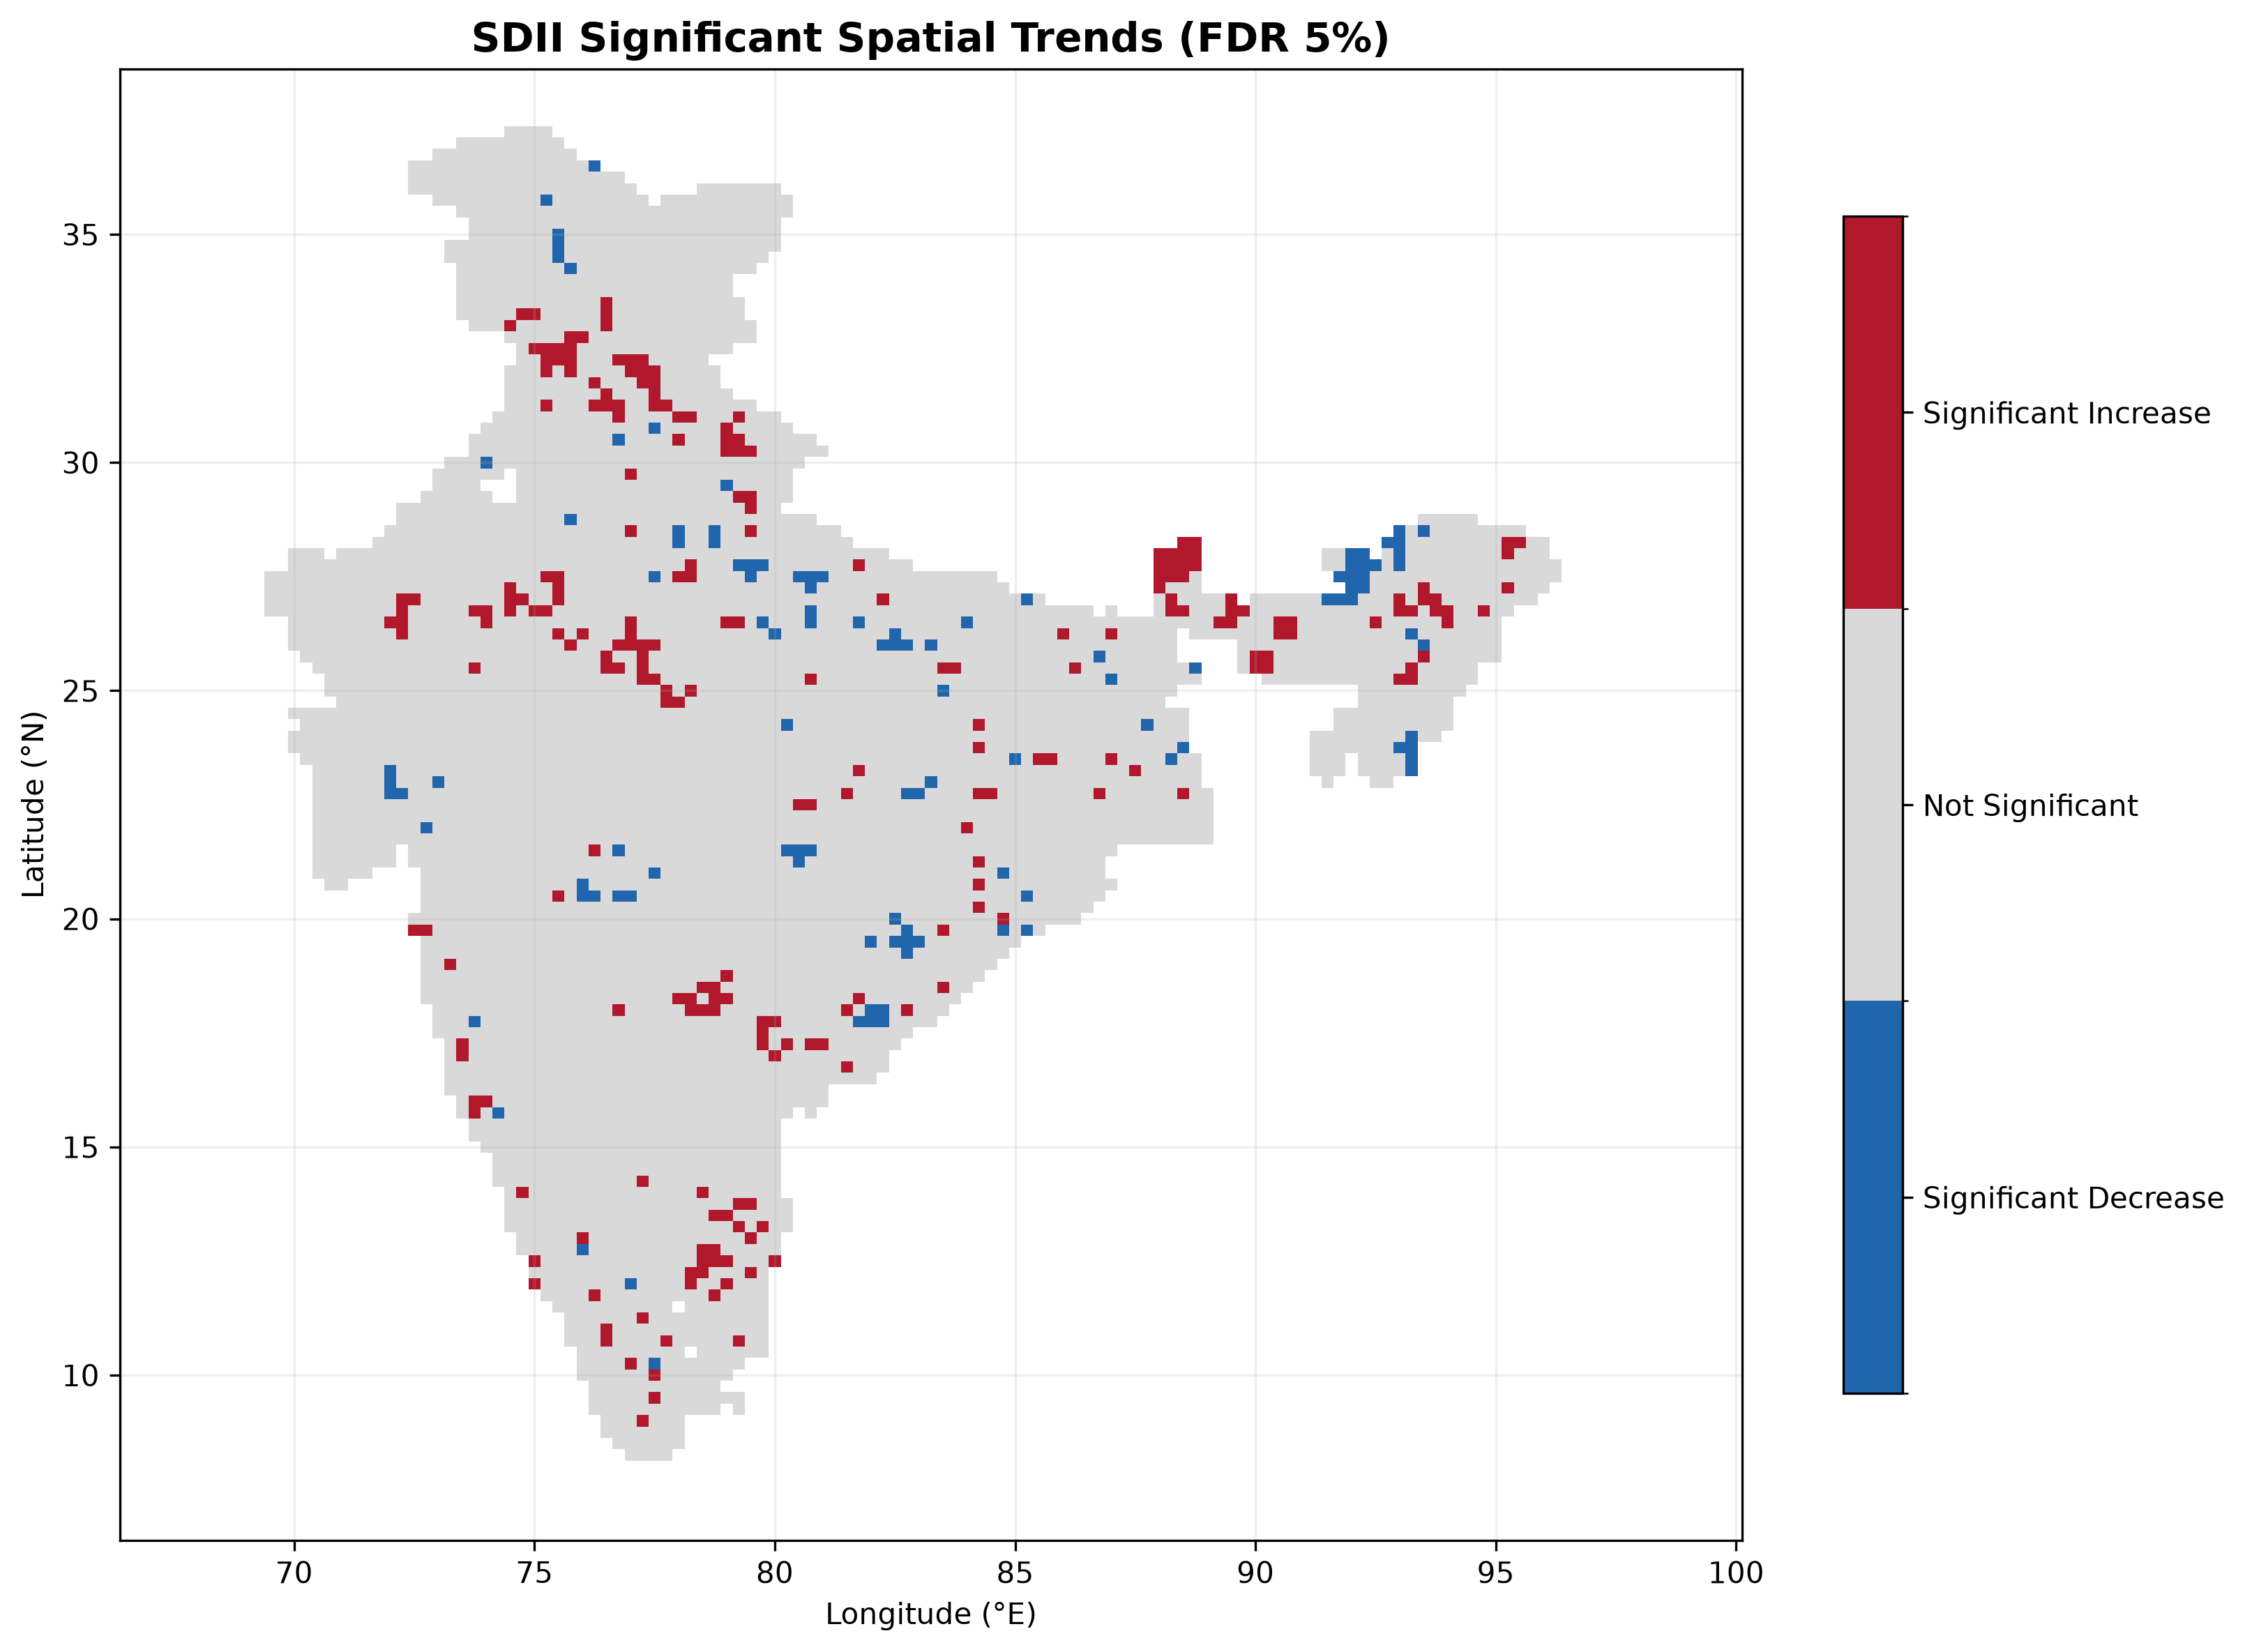 SDII Significant Spatial Trends (FDR 5%)
35
30
25
20
15
10
Latitude (°N)
70 75 80 85 90 95 100
Longitude (°E)
Significant Increase
Not Significant
Significant Decrease